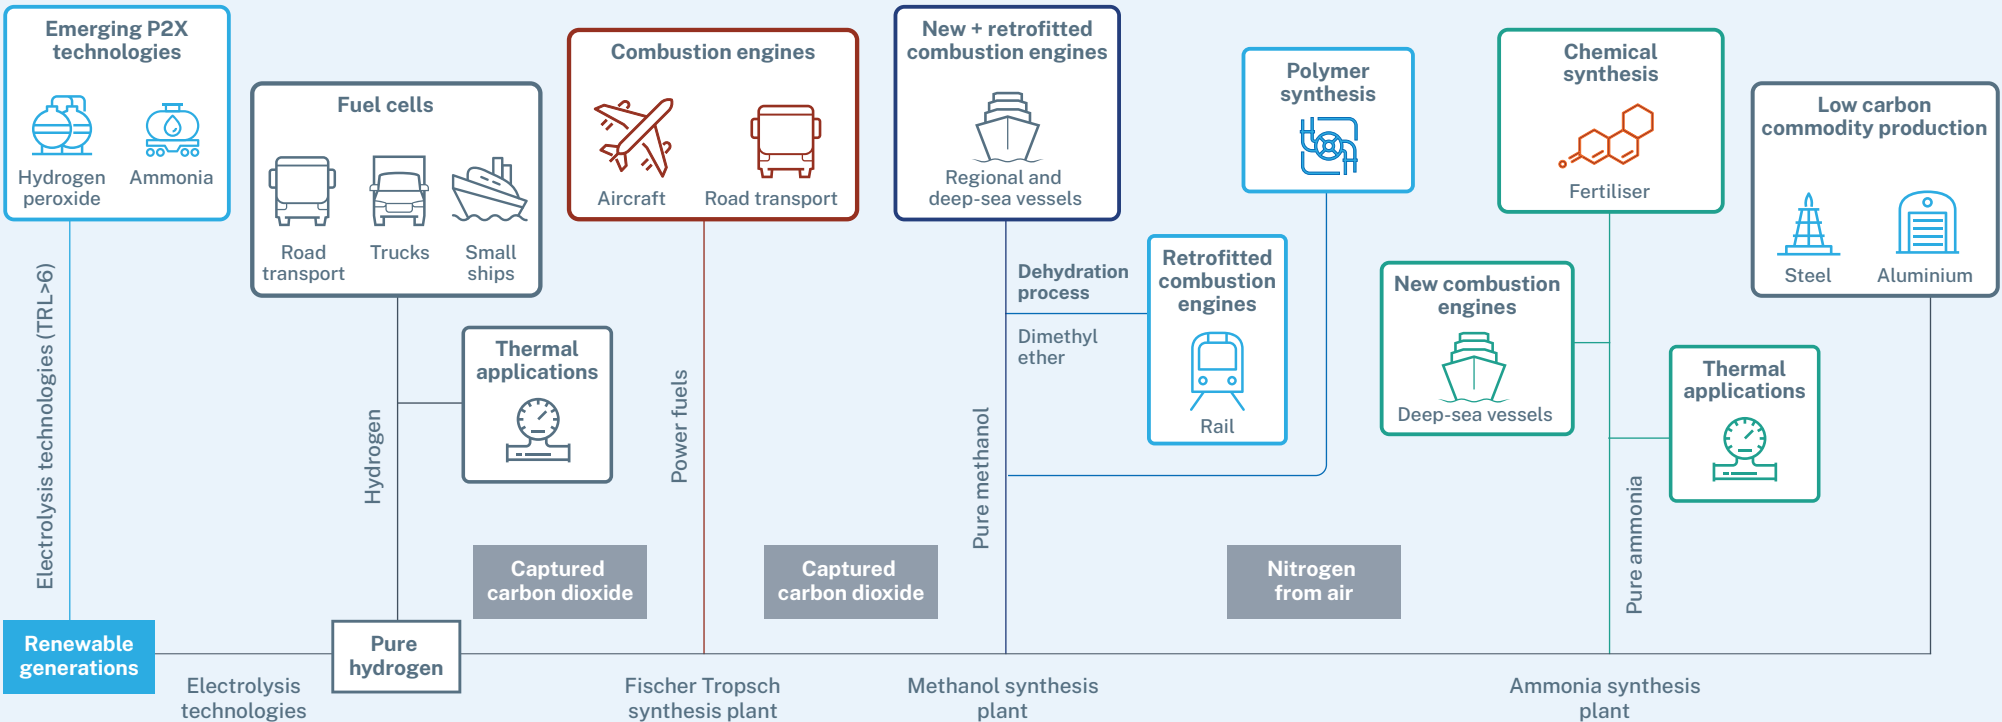 Emerging P2X
technologies
Hydrogen
peroxide
Ammonia
Electrolysis technologies (TRL>6)
Renewable
generations
Electrolysis
technologies
Fuel cells
Road
transport
Trucks
Small
ships
Hydrogen
Thermal
applications
Pure
hydrogen
Captured
carbon dioxide
Combustion engines
Aircraft
Road transport
Power fuels
Fischer Tropsch
synthesis plant
Captured
carbon dioxide
New + retrofitted
combustion engines
Regional and
deep-sea vessels
Dehydration
process
Dimethyl
ether
Pure methanol
Methanol synthesis
plant
Retrofitted
combustion
engines
Rail
Polymer
synthesis
Nitrogen
from air
Chemical
synthesis
Fertiliser
New combustion
engines
Deep-sea vessels
Thermal
applications
Pure ammonia
Ammonia synthesis
plant
Low carbon
commodity production
Steel
Aluminium